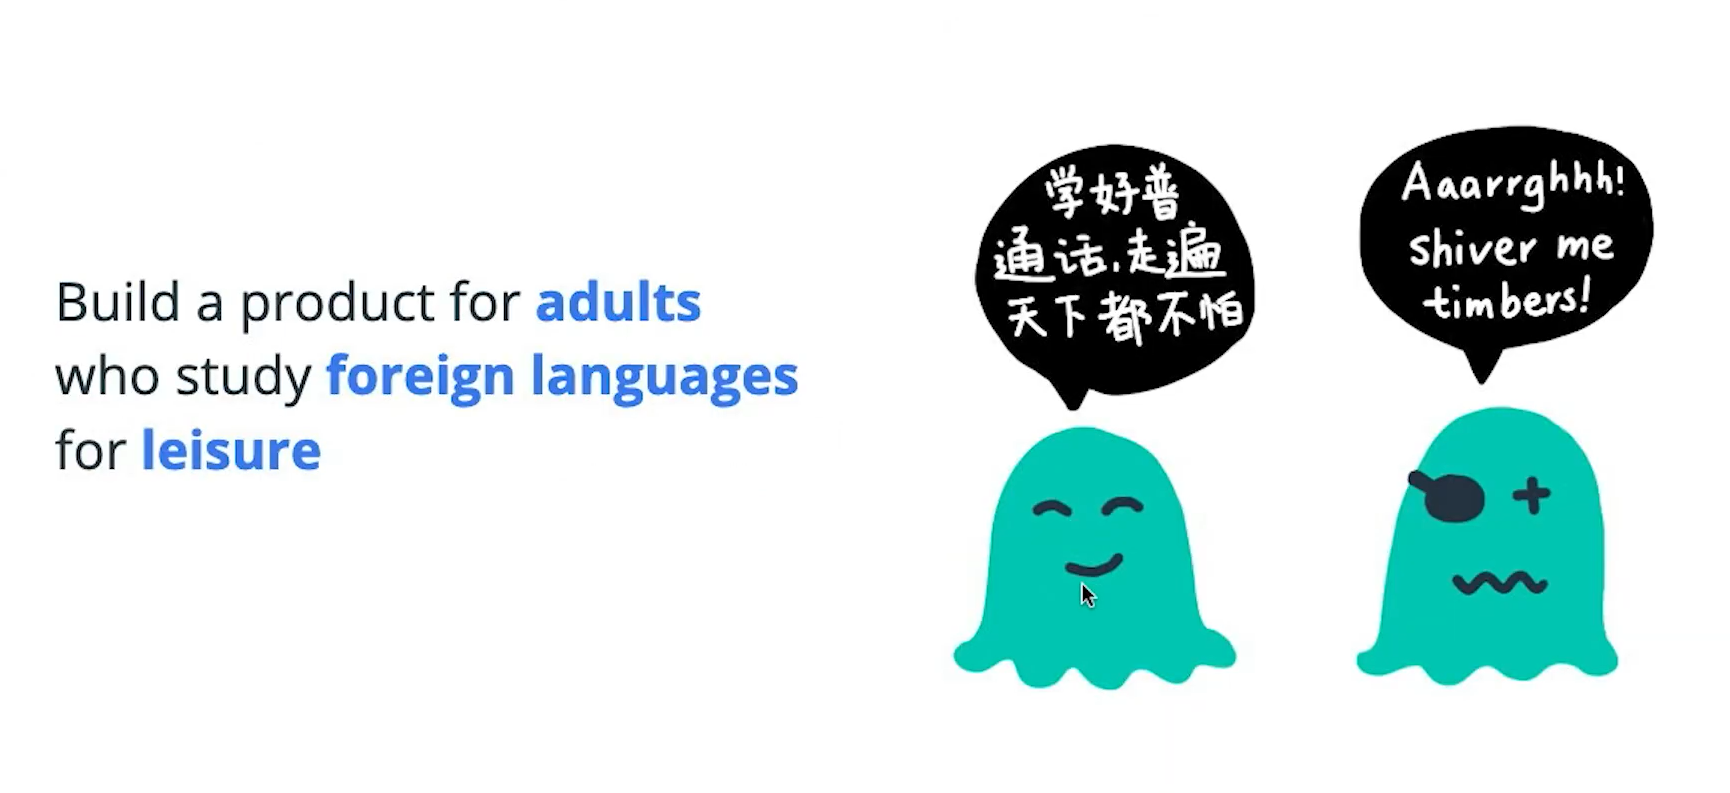 Build a product for adults
who study foreign languages
for leisure
学好普
通话,走遍
天下都不怕
Aaarrghhh!
shiver me
timbers!